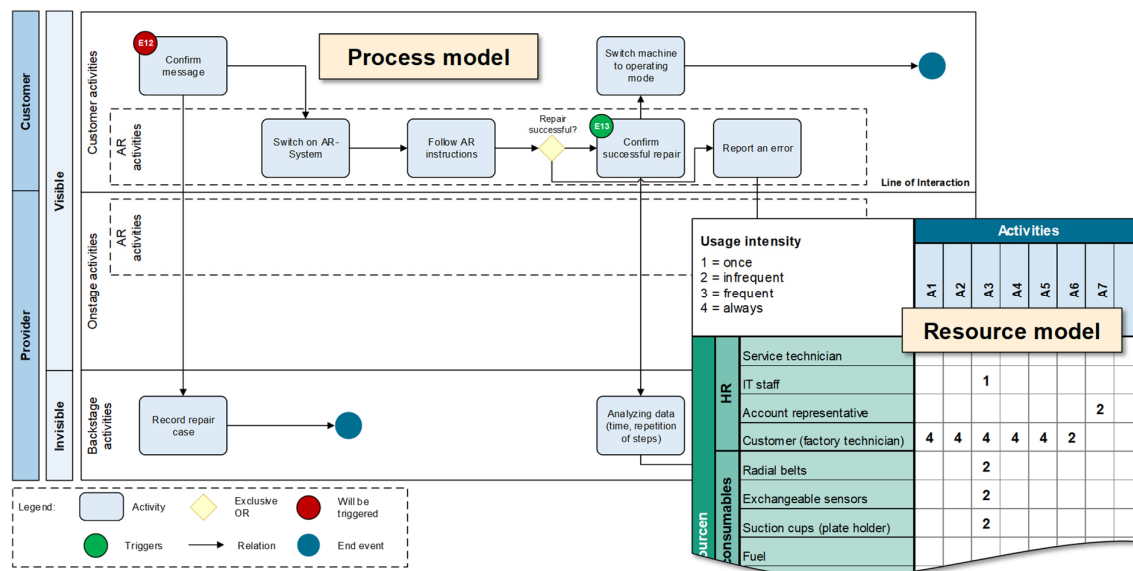 Customer
Provider
Visible
Invisible
Customer activities
AR
activities
Onstage activities
AR
activities
Backstage
activities
E12
Confirm
message
Process model
Switch machine
to operating
mode
Switch on AR-
System
Follow AR
instructions
Repair
successful?
E13
Confirm
successful repair
Report an error
Line of Interaction
Record repair
case
Analyzing data
(time, repetition
of steps)
Legend:
Activity
Exclusive
OR
Will be
triggered
Triggers
Relation
End event
Usage intensity
1 = once
2 = infrequent
3 = frequent
4 = always
Activities
A1 A2 A3 A4 A5 A6 A7
Resource model
sourcen
HR
Service technician
IT staff 1
Account representative 2
Customer (factory technician) 4 4 4 4 4 2
consumables
Radial belts 2
Exchangeable sensors 2
Suction cups (plate holder) 2
Fuel